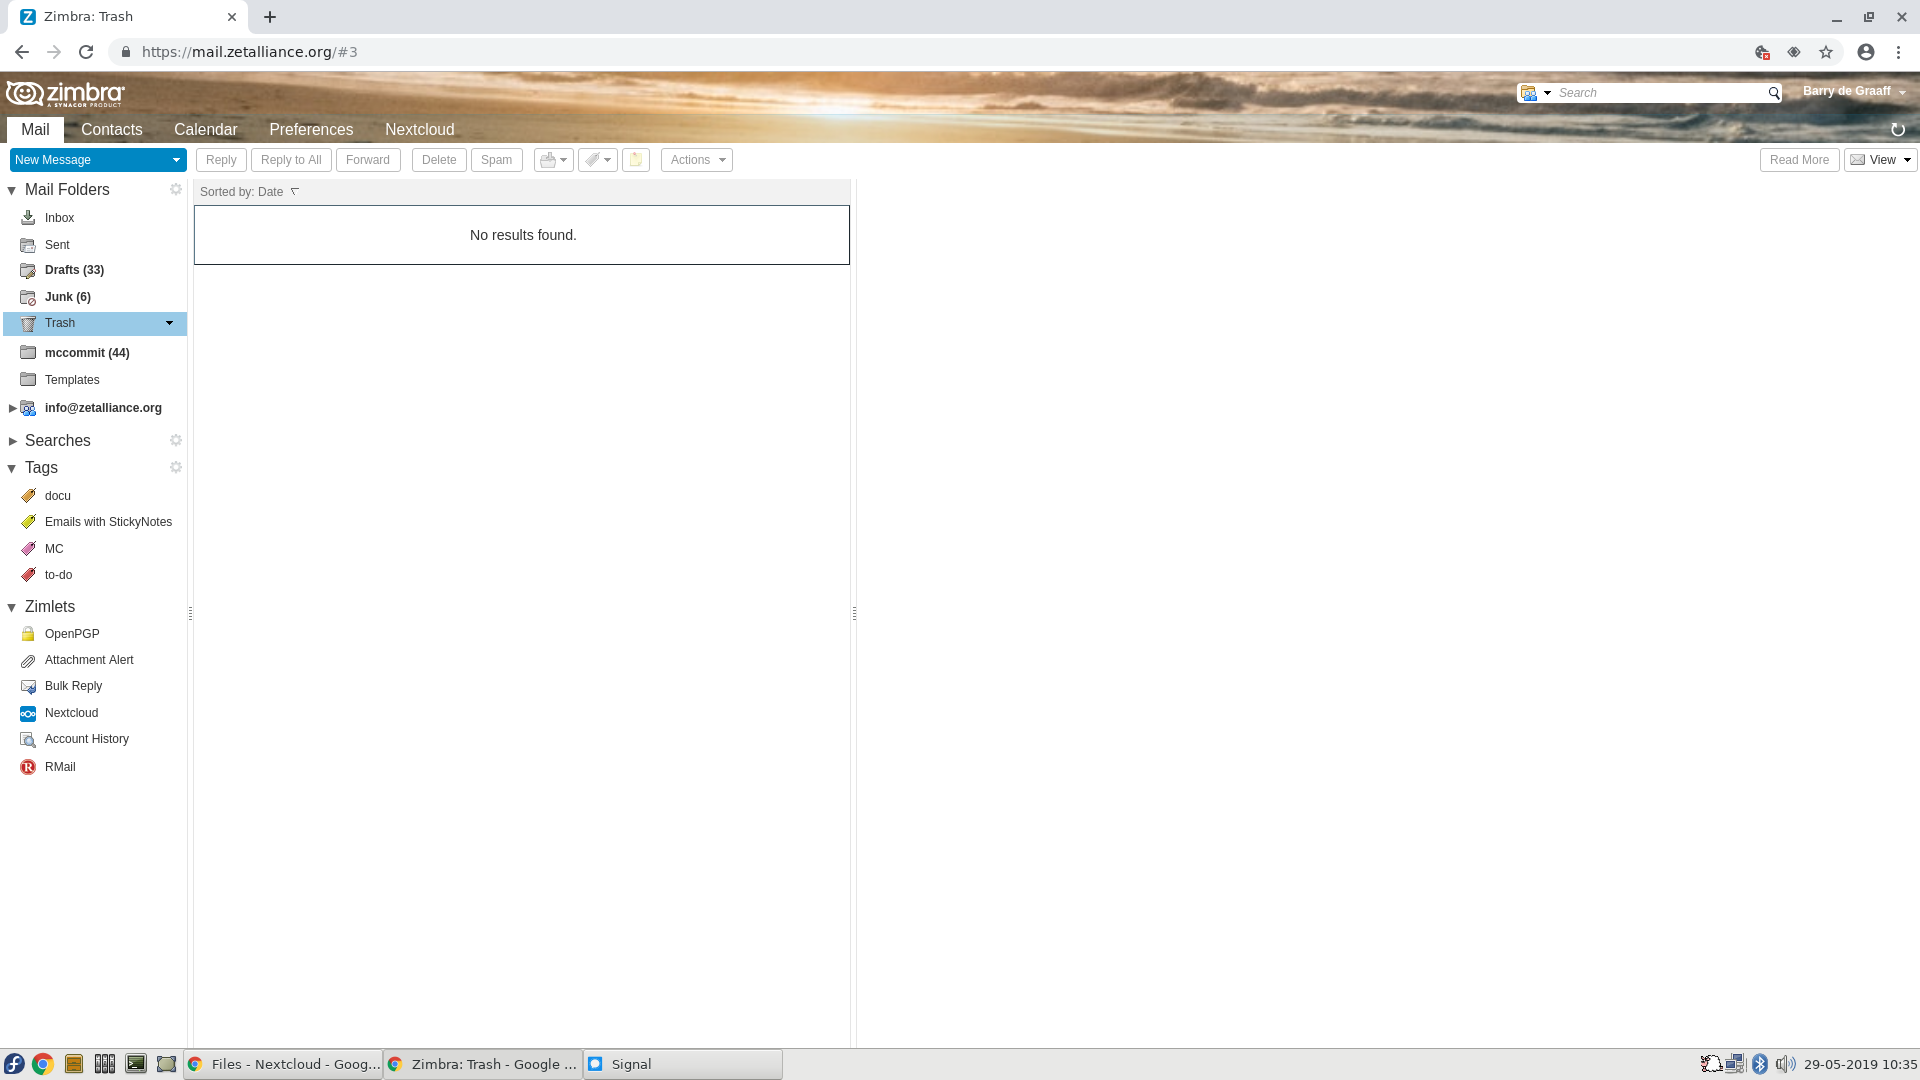 Zimbra: Trash
https://mail.zetalliance.org/#3
zimbra
A SYNACOR PRODUCT
Search
Barry de Graaff
Mail Contacts Calendar Preferences Nextcloud
New Message Reply Reply to All Forward Delete Spam Actions Read More View
Mail Folders
Sorted by: Date
No results found.
Inbox
Sent
Drafts (33)
Junk (6)
Trash
mccommit (44)
Templates
info@zetalliance.org
Searches
Tags
docu
Emails with StickyNotes
MC
to-do
Zimlets
OpenPGP
Attachment Alert
Bulk Reply
Nextcloud
Account History
RMail
Files - Nextcloud - Goog... Zimbra: Trash - Google ... Signal 29-05-2019 10:35